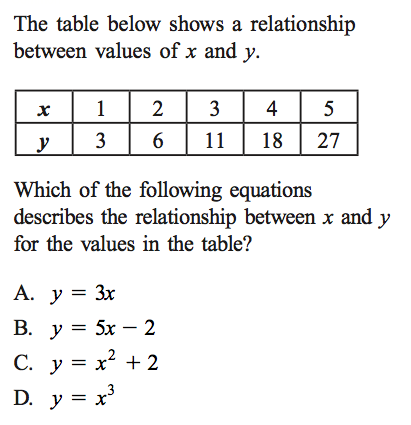 The table below shows a relationship
between values of x and y.
x 1 2 3 4 5
y 3 6 11 18 27
Which of the following equations
describes the relationship between x and y
for the values in the table?
A. y = 3x
B. y = 5x − 2
C. y = x² + 2
D. y = x³